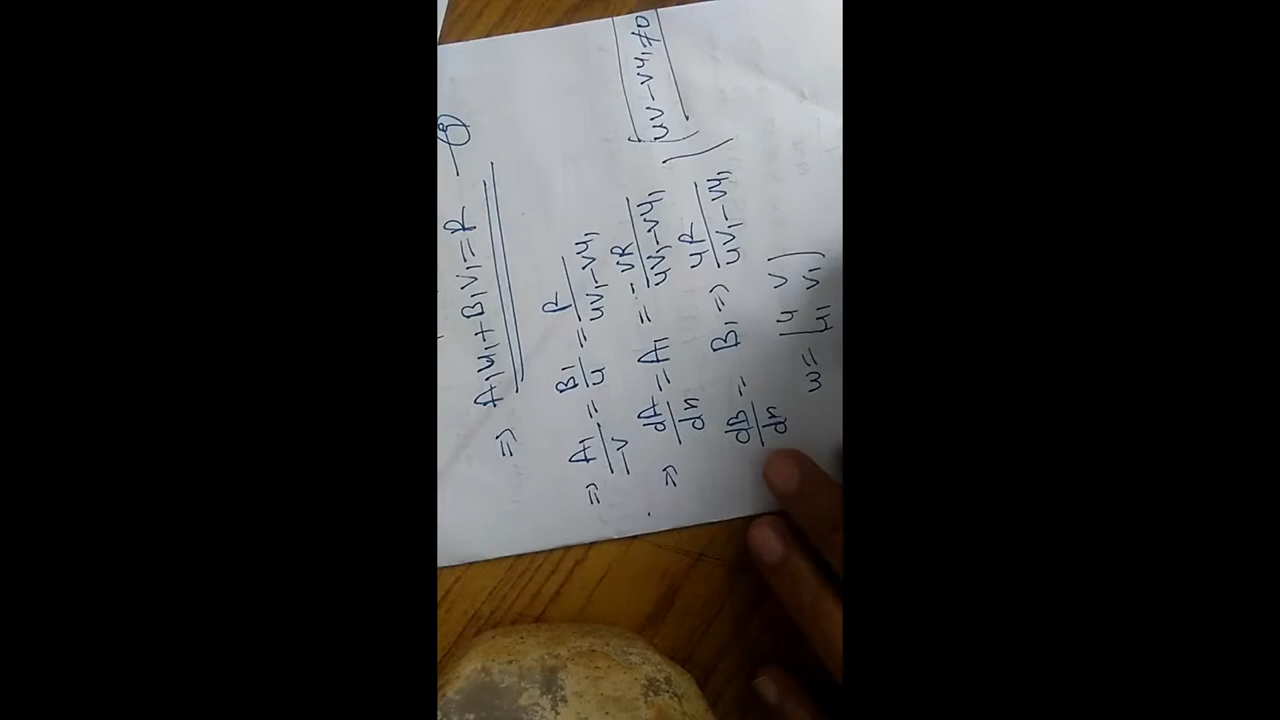 ⇒ A₁u₁ + B₁v₁ = R — ⑧
⇒ A₁/-v = B₁/u = R/uv₁-vu₁
⇒ dA/dx = A₁ = -vR/uv₁-vu₁ (uv-vu₁≠0
dB/dx = B₁ ⇒ uR/uv₁-vu₁ )
w = | u v |
| u₁ v₁ |